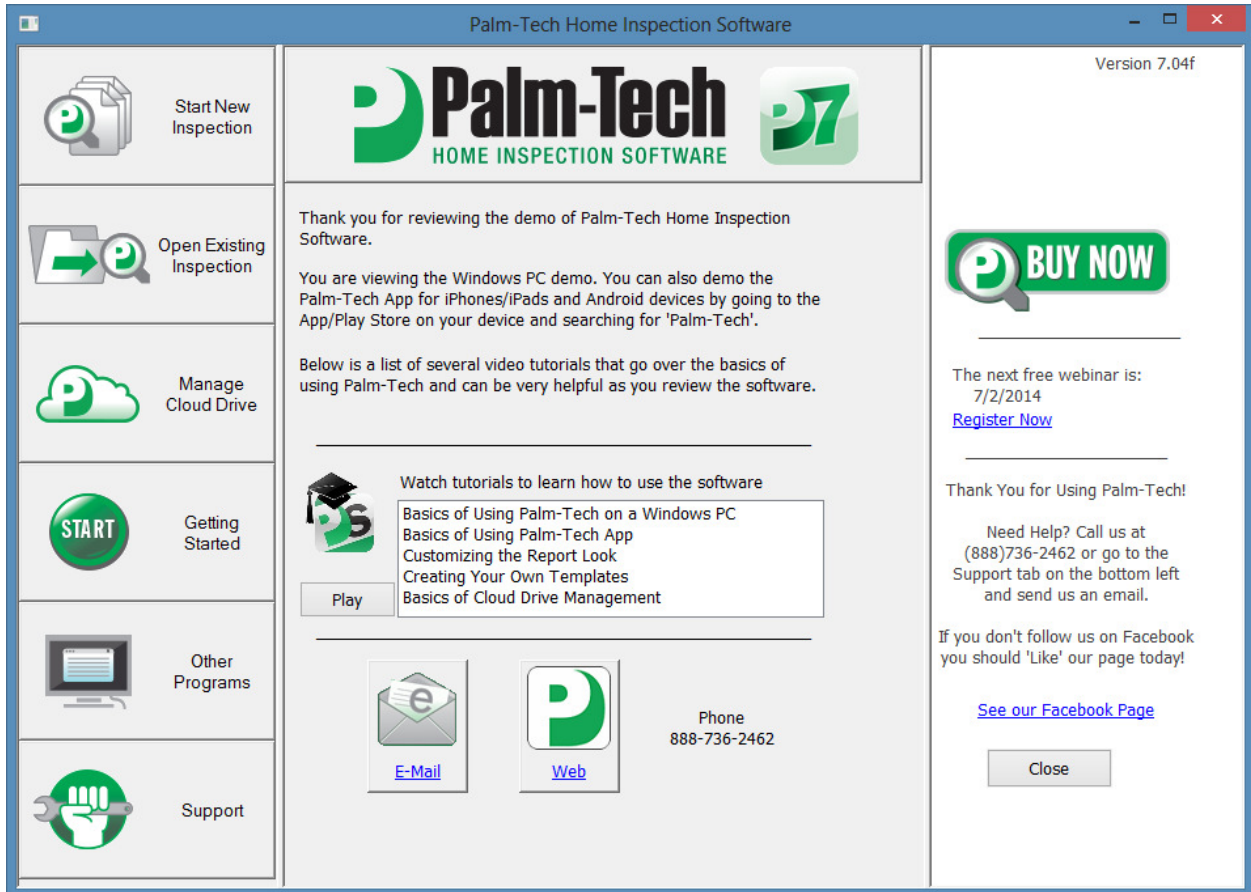 Palm-Tech Home Inspection Software
Start New
Inspection
Open Existing
Inspection
Manage
Cloud Drive
START
Getting
Started
Other
Programs
Support
Palm-Tech
HOME INSPECTION SOFTWARE
P7
Thank you for reviewing the demo of Palm-Tech Home Inspection
Software.
You are viewing the Windows PC demo. You can also demo the
Palm-Tech App for iPhones/iPads and Android devices by going to the
App/Play Store on your device and searching for 'Palm-Tech'.
Below is a list of several video tutorials that go over the basics of
using Palm-Tech and can be very helpful as you review the software.
Watch tutorials to learn how to use the software
Basics of Using Palm-Tech on a Windows PC
Basics of Using Palm-Tech App
Customizing the Report Look
Creating Your Own Templates
Basics of Cloud Drive Management
Play
E-Mail
Web
Phone
888-736-2462
Version 7.04f
BUY NOW
The next free webinar is:
7/2/2014
Register Now
Thank You for Using Palm-Tech!
Need Help? Call us at
(888)736-2462 or go to the
Support tab on the bottom left
and send us an email.
If you don't follow us on Facebook
you should 'Like' our page today!
See our Facebook Page
Close